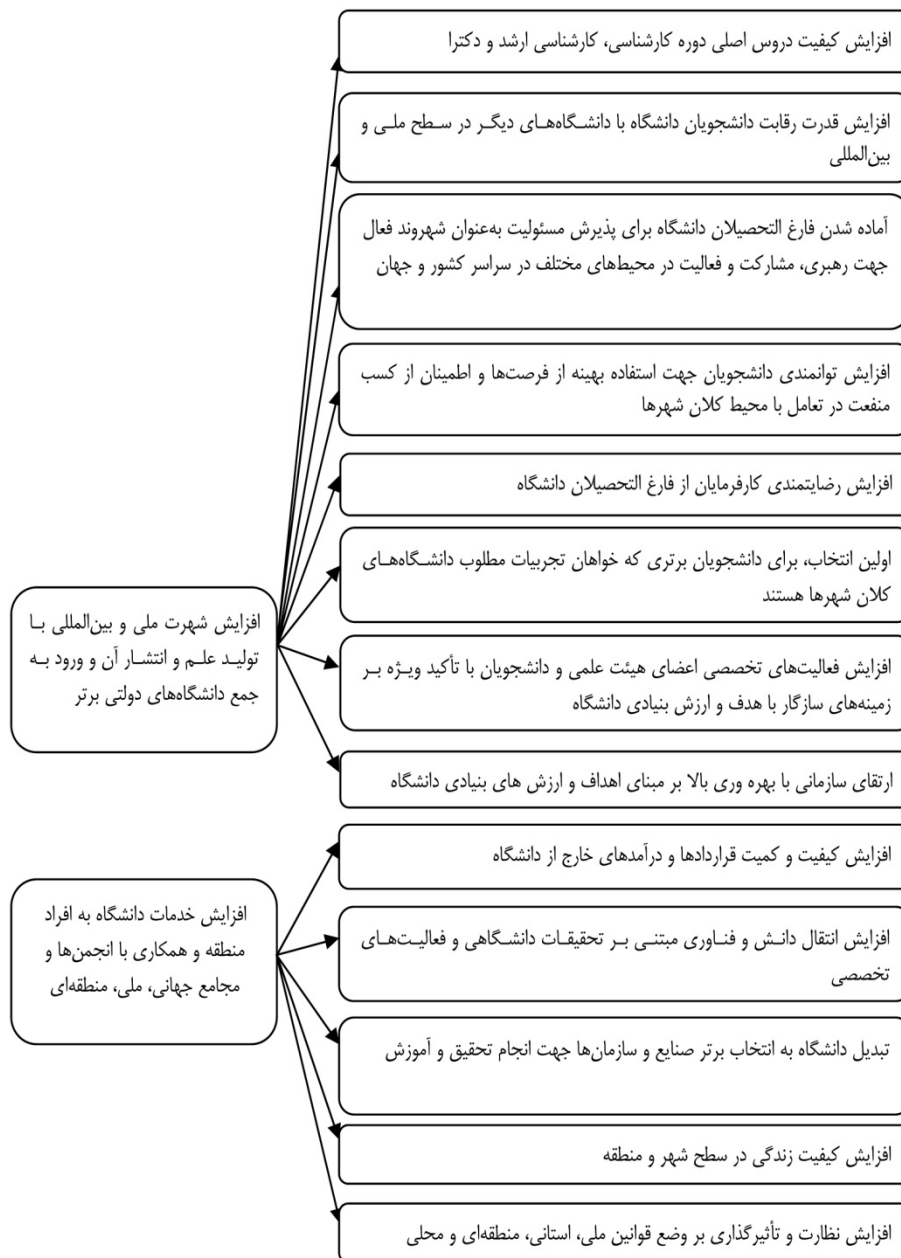 افزایش کیفیت دروس اصلی دوره کارشناسی، کارشناسی ارشد و دکترا
افزایش قدرت رقابت دانشجویان دانشگاه با دانشگاه‌های دیگر در سطح ملی و
بین‌المللی
آماده شدن فارغ التحصیلان دانشگاه برای پذیرش مسئولیت به‌عنوان شهروند فعال
جهت رهبری، مشارکت و فعالیت در محیط‌های مختلف در سراسر کشور و جهان
افزایش توانمندی دانشجویان جهت استفاده بهینه از فرصت‌ها و اطمینان از کسب
منفعت در تعامل با محیط کلان شهرها
افزایش رضایتمندی کارفرمایان از فارغ التحصیلان دانشگاه
اولین انتخاب، برای دانشجویان برتری که خواهان تجربیات مطلوب دانشگاه‌های
کلان شهرها هستند
افزایش شهرت ملی و بین‌المللی با
تولید علم و انتشار آن و ورود به
جمع دانشگاه‌های دولتی برتر
افزایش فعالیت‌های تخصصی اعضای هیئت علمی و دانشجویان با تأکید ویژه بر
زمینه‌های سازگار با هدف و ارزش بنیادی دانشگاه
ارتقای سازمانی با بهره وری بالا بر مبنای اهداف و ارزش های بنیادی دانشگاه
افزایش کیفیت و کمیت قراردادها و درآمدهای خارج از دانشگاه
افزایش خدمات دانشگاه به افراد
منطقه و همکاری با انجمن‌ها و
مجامع جهانی، ملی، منطقه‌ای
افزایش انتقال دانش و فناوری مبتنی بر تحقیقات دانشگاهی و فعالیت‌های
تخصصی
تبدیل دانشگاه به انتخاب برتر صنایع و سازمان‌ها جهت انجام تحقیق و آموزش
افزایش کیفیت زندگی در سطح شهر و منطقه
افزایش نظارت و تأثیرگذاری بر وضع قوانین ملی، استانی، منطقه‌ای و محلی